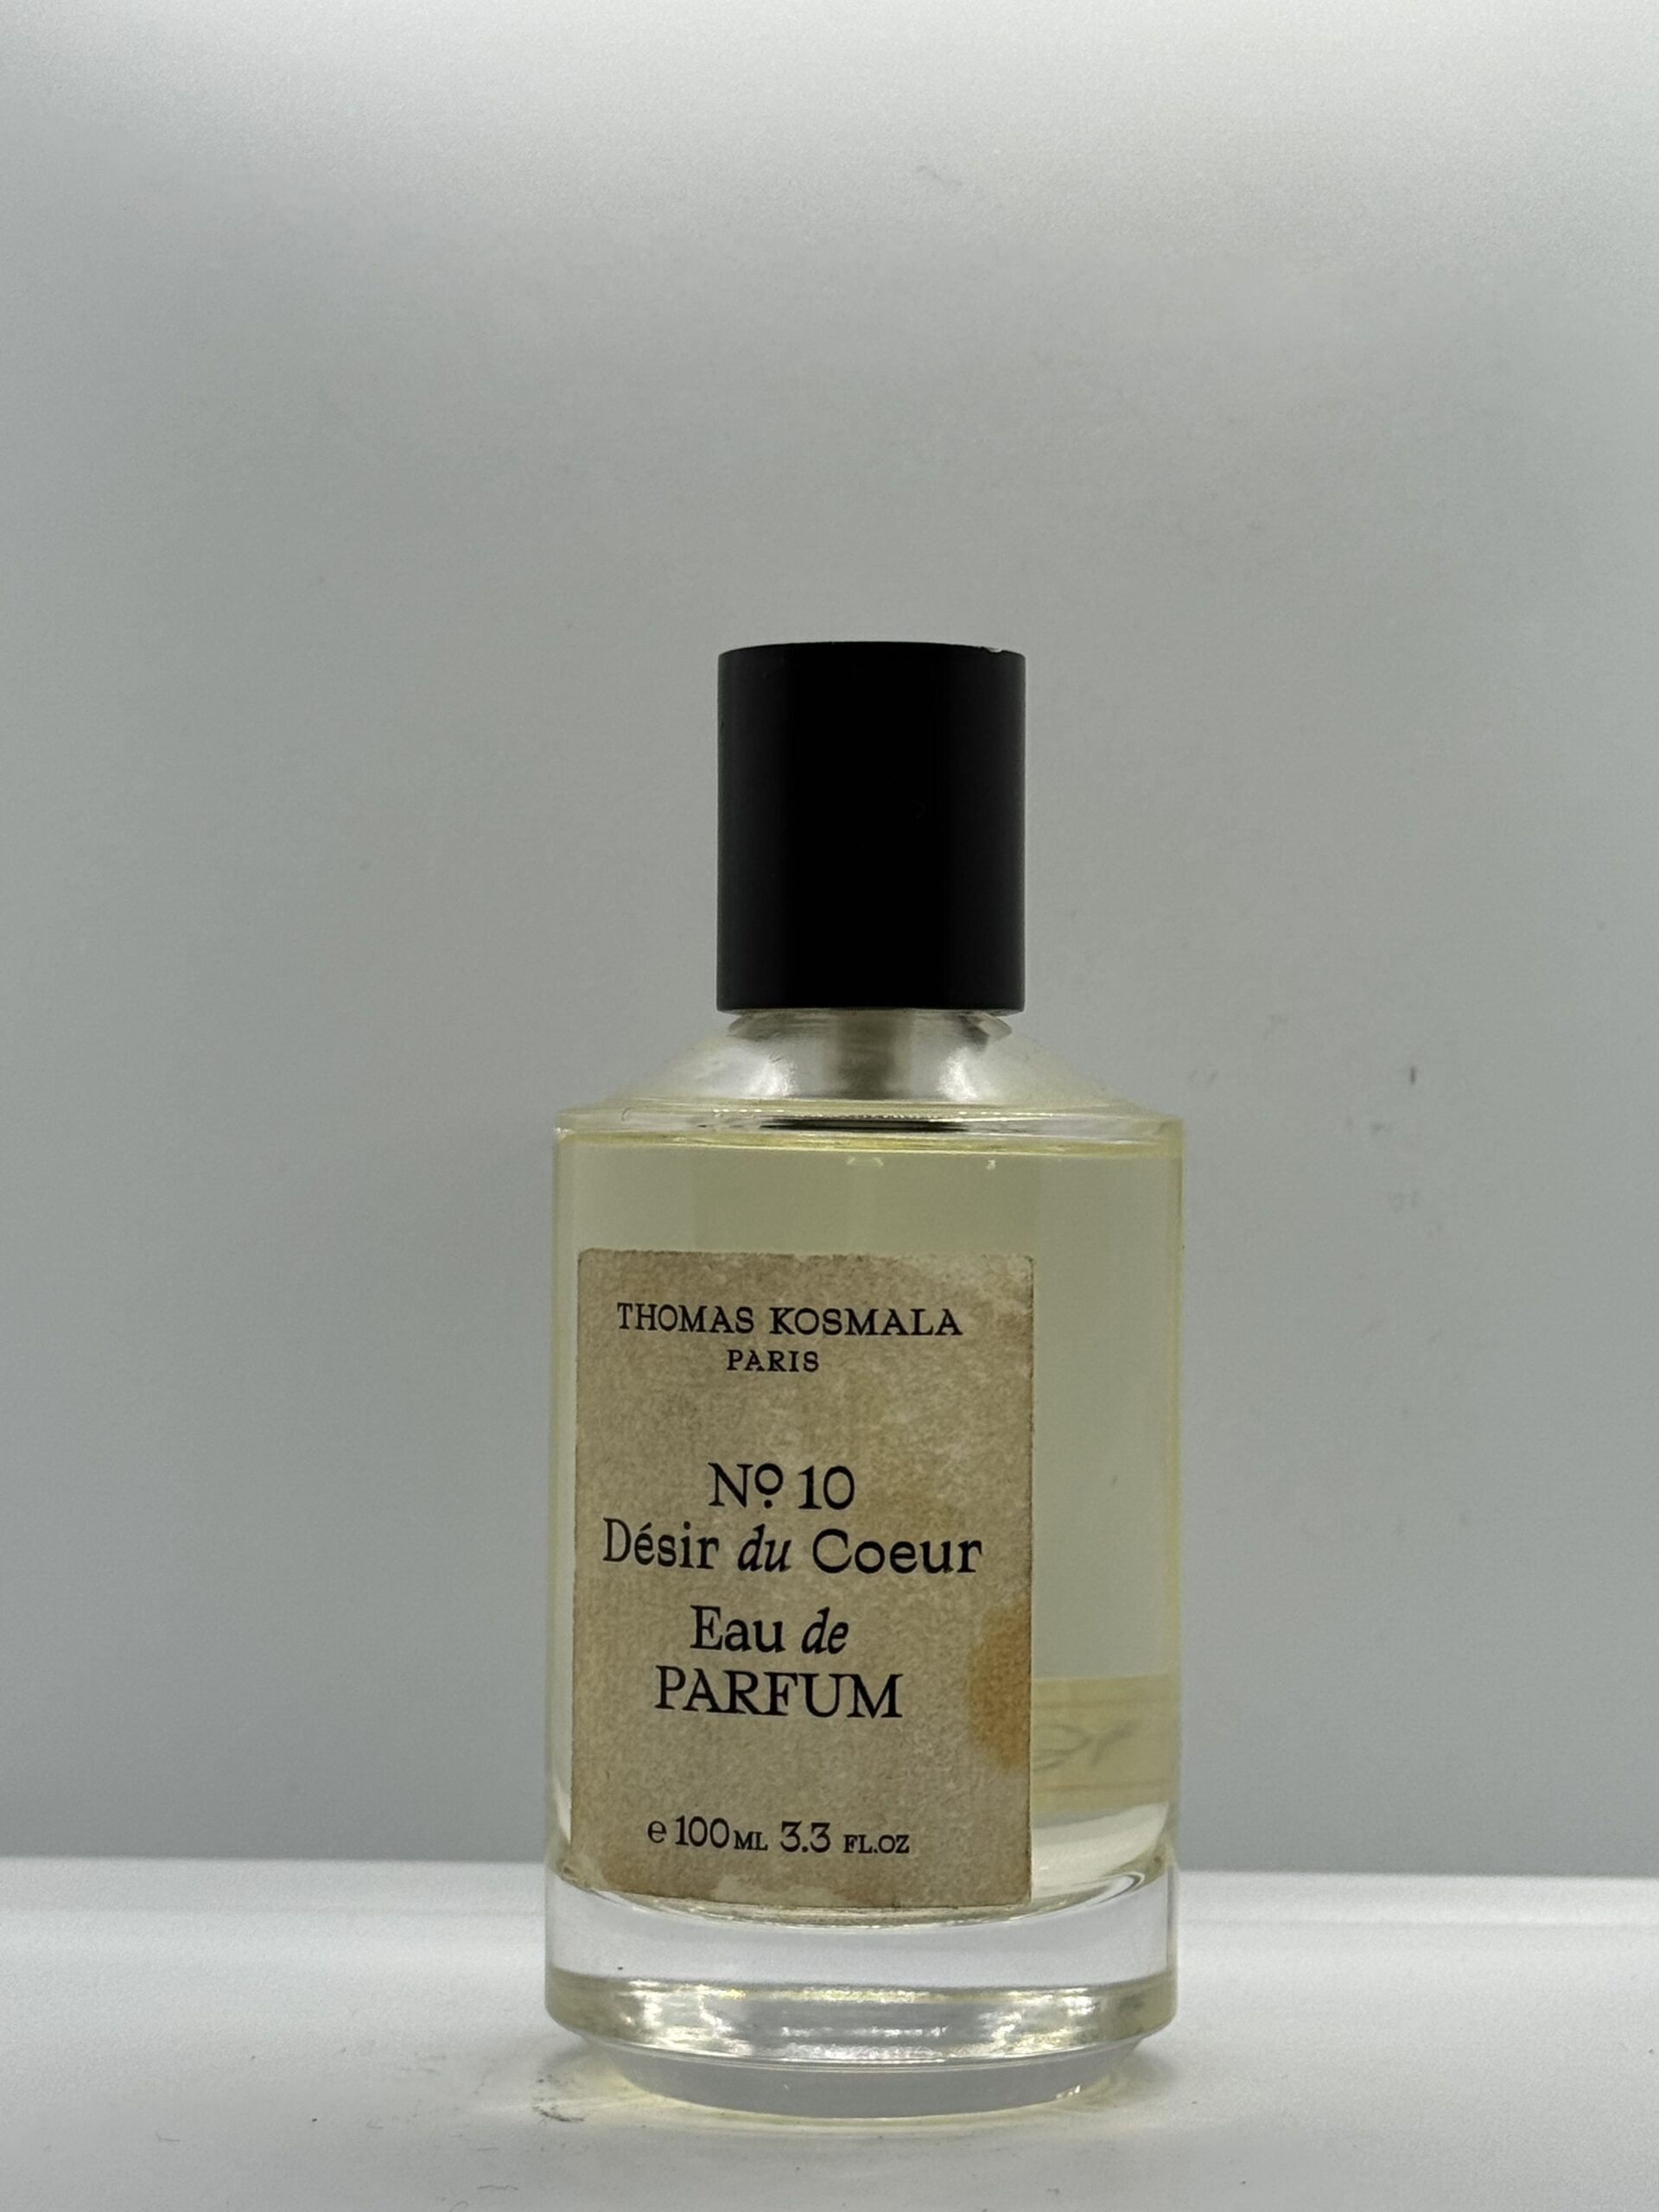 THOMAS KOSMALA
PARIS
Nº 10
Désir du Coeur
Eau de
PARFUM
e 100ML 3.3 FL.OZ